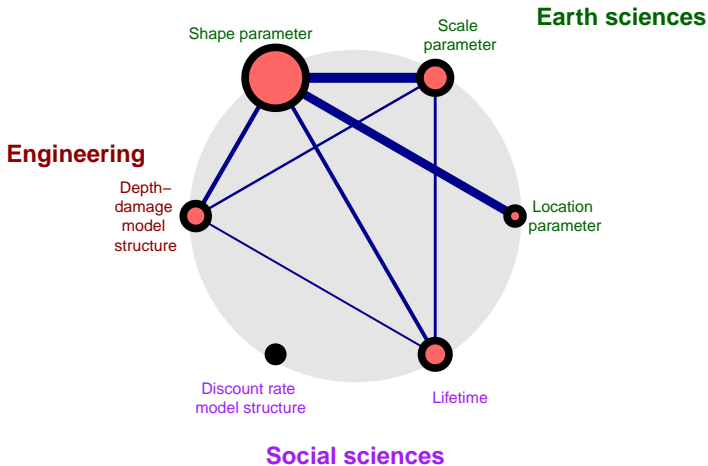 Earth sciences
Shape parameter
Scale
parameter
Engineering
Depth–
damage
model
structure
Location
parameter
Discount rate
model structure
Lifetime
Social sciences